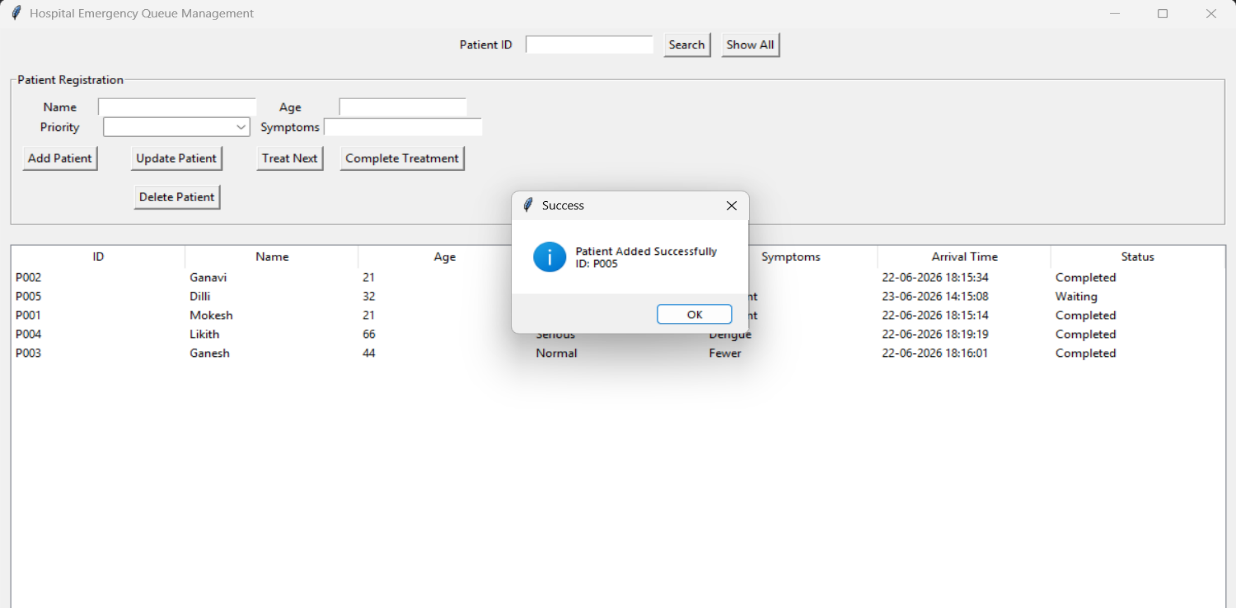 Hospital Emergency Queue Management
Patient ID Search Show All
Patient Registration
Name Age
Priority Symptoms
Add Patient Update Patient Treat Next Complete Treatment
Delete Patient
Success
Patient Added Successfully
ID: P005
OK
ID Name Age Symptoms Arrival Time Status
P002 Ganavi 21 22-06-2026 18:15:34 Completed
P005 Dilli 32 23-06-2026 14:15:08 Waiting
P001 Mokesh 21 22-06-2026 18:15:14 Completed
P004 Likith 66 Serious Dengue 22-06-2026 18:19:19 Completed
P003 Ganesh 44 Normal Fewer 22-06-2026 18:16:01 Completed